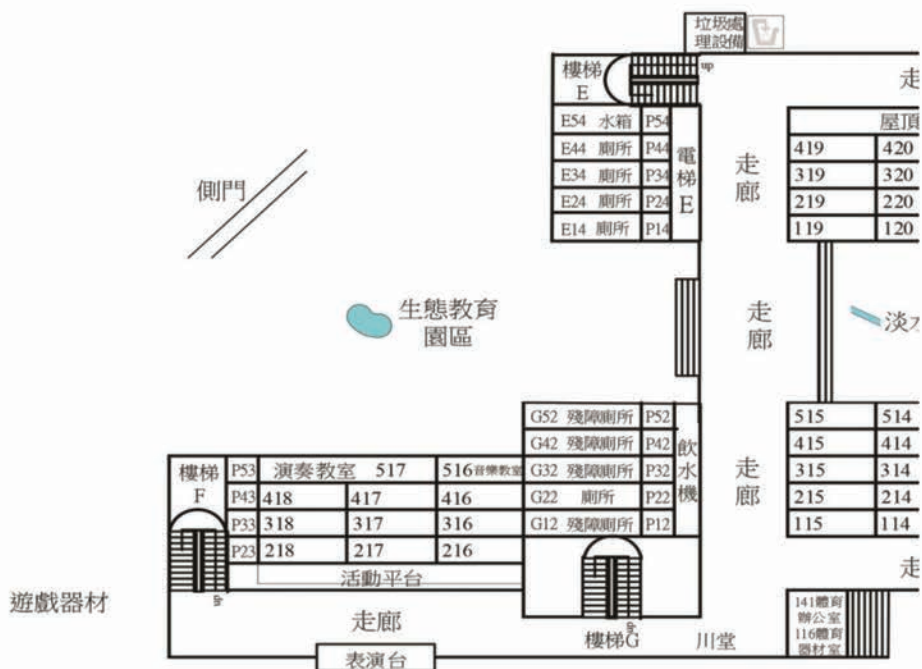 垃圾處
理設備
樓梯
E
up
走
E54 水箱 P54
E44 廁所 P44
E34 廁所 P34
E24 廁所 P24
E14 廁所 P14
電梯E
走廊
屋頂
419 420
319 320
219 220
119 120
側門
生態教育
園區
走廊
淡水
G52 殘障廁所 P52
G42 殘障廁所 P42
G32 殘障廁所 P32
G22 廁所 P22
G12 殘障廁所 P12
飲水機
走廊
515 514
415 414
315 314
215 214
115 114
樓梯
F
P53 演奏教室 517 516音樂教室
P43 418 417 416
P33 318 317 316
P23 218 217 216
活動平台
up
遊戲器材
走廊
表演台
up
樓梯G
川堂
走
141體育
辦公室
116體育
器材室